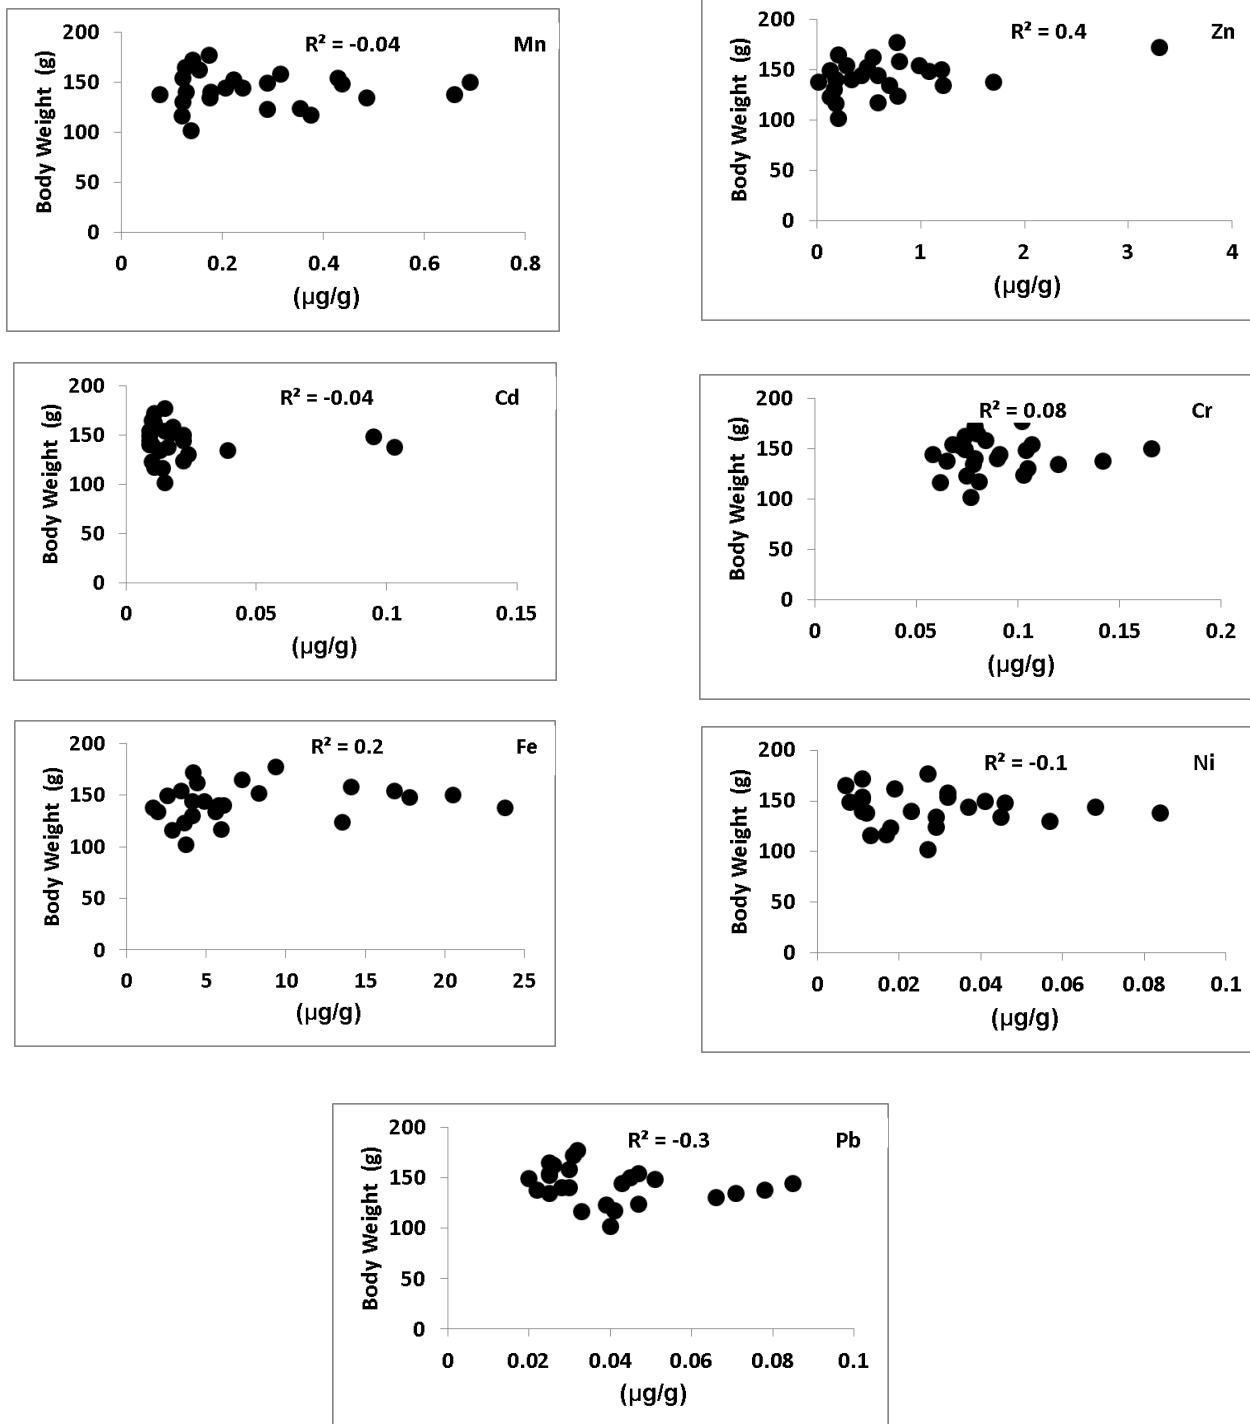 R² = -0.04 Mn
Body Weight (g)
200
150
100
50
0
0 0.2 0.4 0.6 0.8
(µg/g)
R² = 0.4 Zn
Body Weight (g)
200
150
100
50
0
0 1 2 3 4
(µg/g)
R² = -0.04 Cd
Body Weight (g)
200
150
100
50
0
0 0.05 0.1 0.15
(µg/g)
R² = 0.08 Cr
Body Weight (g)
200
150
100
50
0
0 0.05 0.1 0.15 0.2
(µg/g)
R² = 0.2 Fe
Body Weight (g)
200
150
100
50
0
0 5 10 15 20 25
(µg/g)
R² = -0.1 Ni
Body Weight (g)
200
150
100
50
0
0 0.02 0.04 0.06 0.08 0.1
(µg/g)
R² = -0.3 Pb
Body Weight (g)
200
150
100
50
0
0 0.02 0.04 0.06 0.08 0.1
(µg/g)